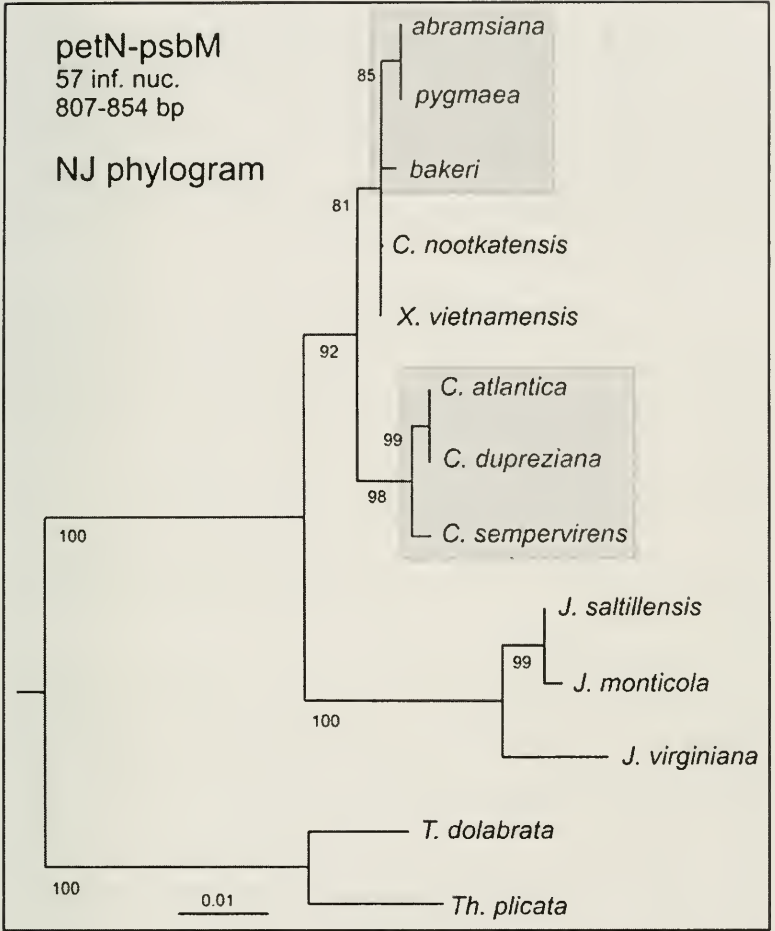 petN-psbM
57 inf. nuc.
807-854 bp
NJ phylogram
abramsiana
85
pygmaea
bakeri
81
C. nootkatensis
X. vietnamensis
92
C. atlantica
99
C. dupreziana
98
C. sempervirens
100
J. saltillensis
99
J. monticola
100
J. virginiana
T. dolabrata
100
0.01
Th. plicata